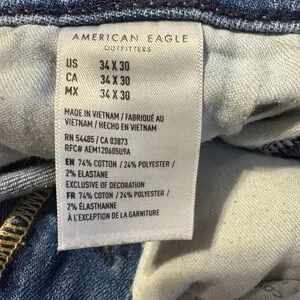 AMERICAN EAGLE
OUTFITTERS
US 34 X 30
CA 34 X 30
MX 34 X 30
MADE IN VIETNAM / FABRIQUÉ AU
VIETNAM / HECHO EN VIETNAM
RN 54485 / CA 03873
RFC# AEM120605U9A
EN 74% COTTON / 24% POLYESTER /
2% ELASTANE
EXCLUSIVE OF DECORATION
FR 74% COTON / 24% POLYESTER /
2% ÉLASTHANNE
À L'EXCEPTION DE LA GARNITURE